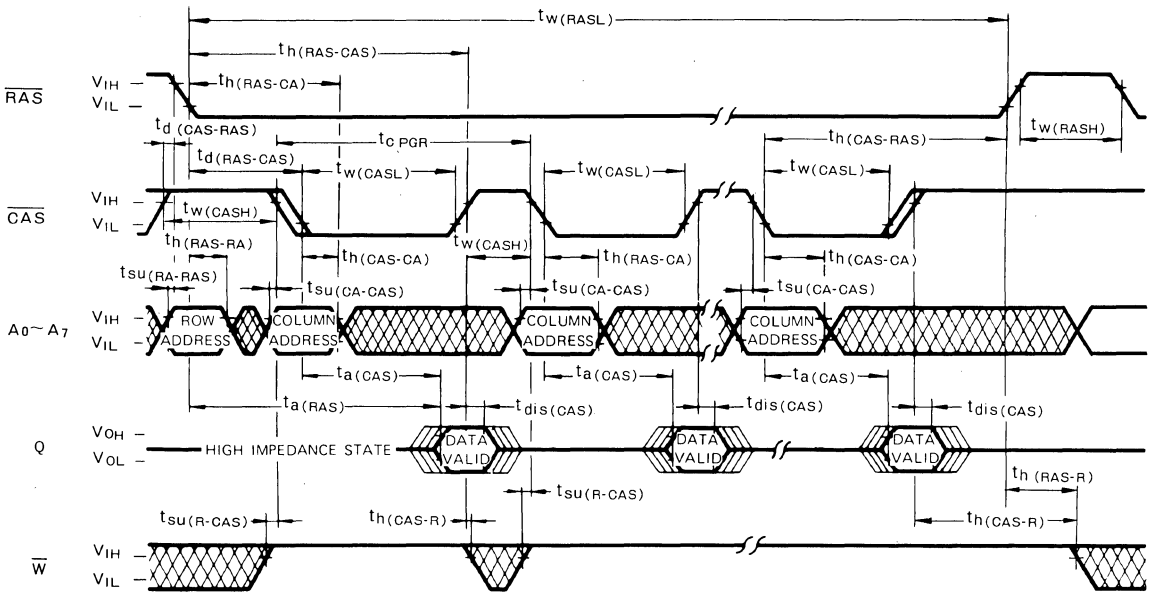 tw(RASL)
th(RAS-CAS)
th(RAS-CA)
RAS
VIH
VIL
td(CAS-RAS)
tc PGR
th(CAS-RAS)
tw(RASH)
td(RAS-CAS)
tw(CASL)
tw(CASL)
tw(CASL)
CAS
VIH
VIL
tw(CASH)
th(RAS-RA)
tw(CASH)
th(CAS-CA)
th(RAS-CA)
th(CAS-CA)
tsu(RA-RAS)
tsu(CA-CAS)
tsu(CA-CAS)
tsu(CA-CAS)
A0~A7
VIH
VIL
ROW ADDRESS
COLUMN ADDRESS
COLUMN ADDRESS
COLUMN ADDRESS
ta(CAS)
ta(CAS)
ta(CAS)
ta(RAS)
tdis(CAS)
tdis(CAS)
tdis(CAS)
Q
VOH
VOL
HIGH IMPEDANCE STATE
DATA VALID
DATA VALID
DATA VALID
tsu(R-CAS)
th(RAS-R)
tsu(R-CAS)
th(CAS-R)
th(CAS-R)
W
VIH
VIL